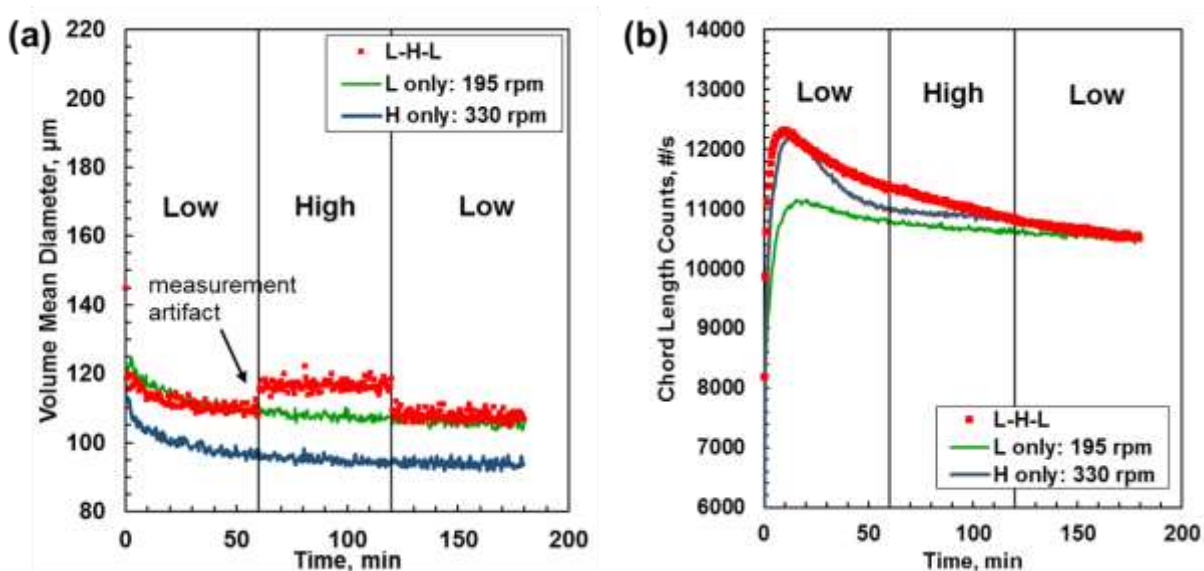 (a)
Volume Mean Diameter, µm
220
200
180
160
140
120
100
80
L-H-L
L only: 195 rpm
H only: 330 rpm
Low
High
Low
measurement
artifact
0
50
100
150
200
Time, min
(b)
Chord Length Counts, #/s
14000
13000
12000
11000
10000
9000
8000
7000
6000
Low
High
Low
L-H-L
L only: 195 rpm
H only: 330 rpm
0
50
100
150
200
Time, min